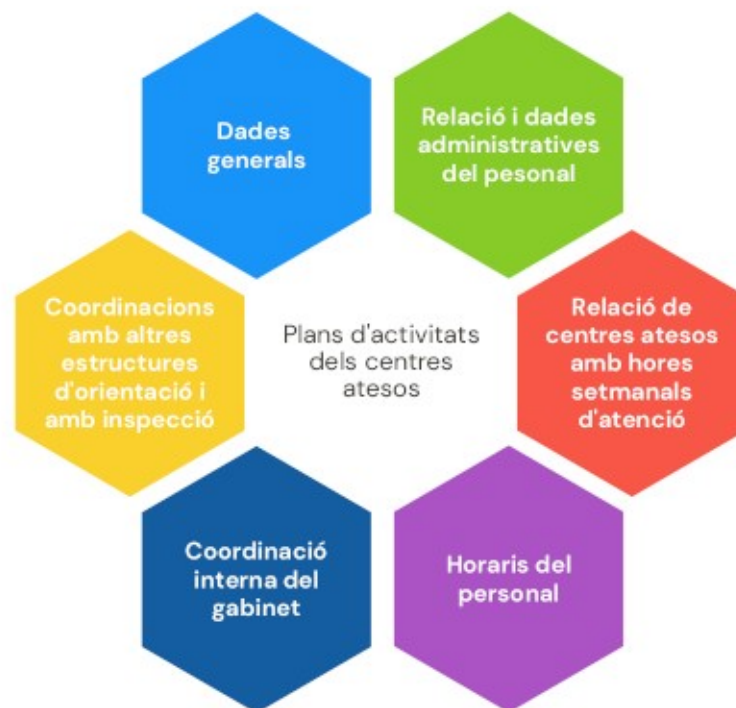 Dades
generals
Relació i dades
administratives
del pesonal
Coordinacions
amb altres
estructures
d'orientació i
amb inspecció
Plans d'activitats
dels centres
atesos
Relació de
centres atesos
amb hores
setmanals
d'atenció
Coordinació
interna del
gabinet
Horaris del
personal